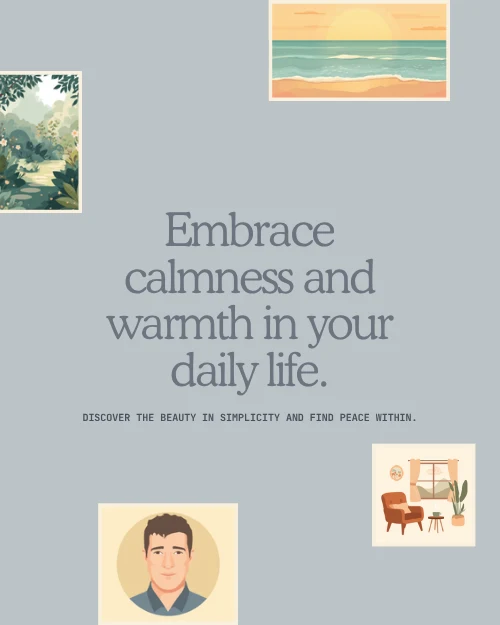 Embrace
calmness and
warmth in your
daily life.
DISCOVER THE BEAUTY IN SIMPLICITY AND FIND PEACE WITHIN.